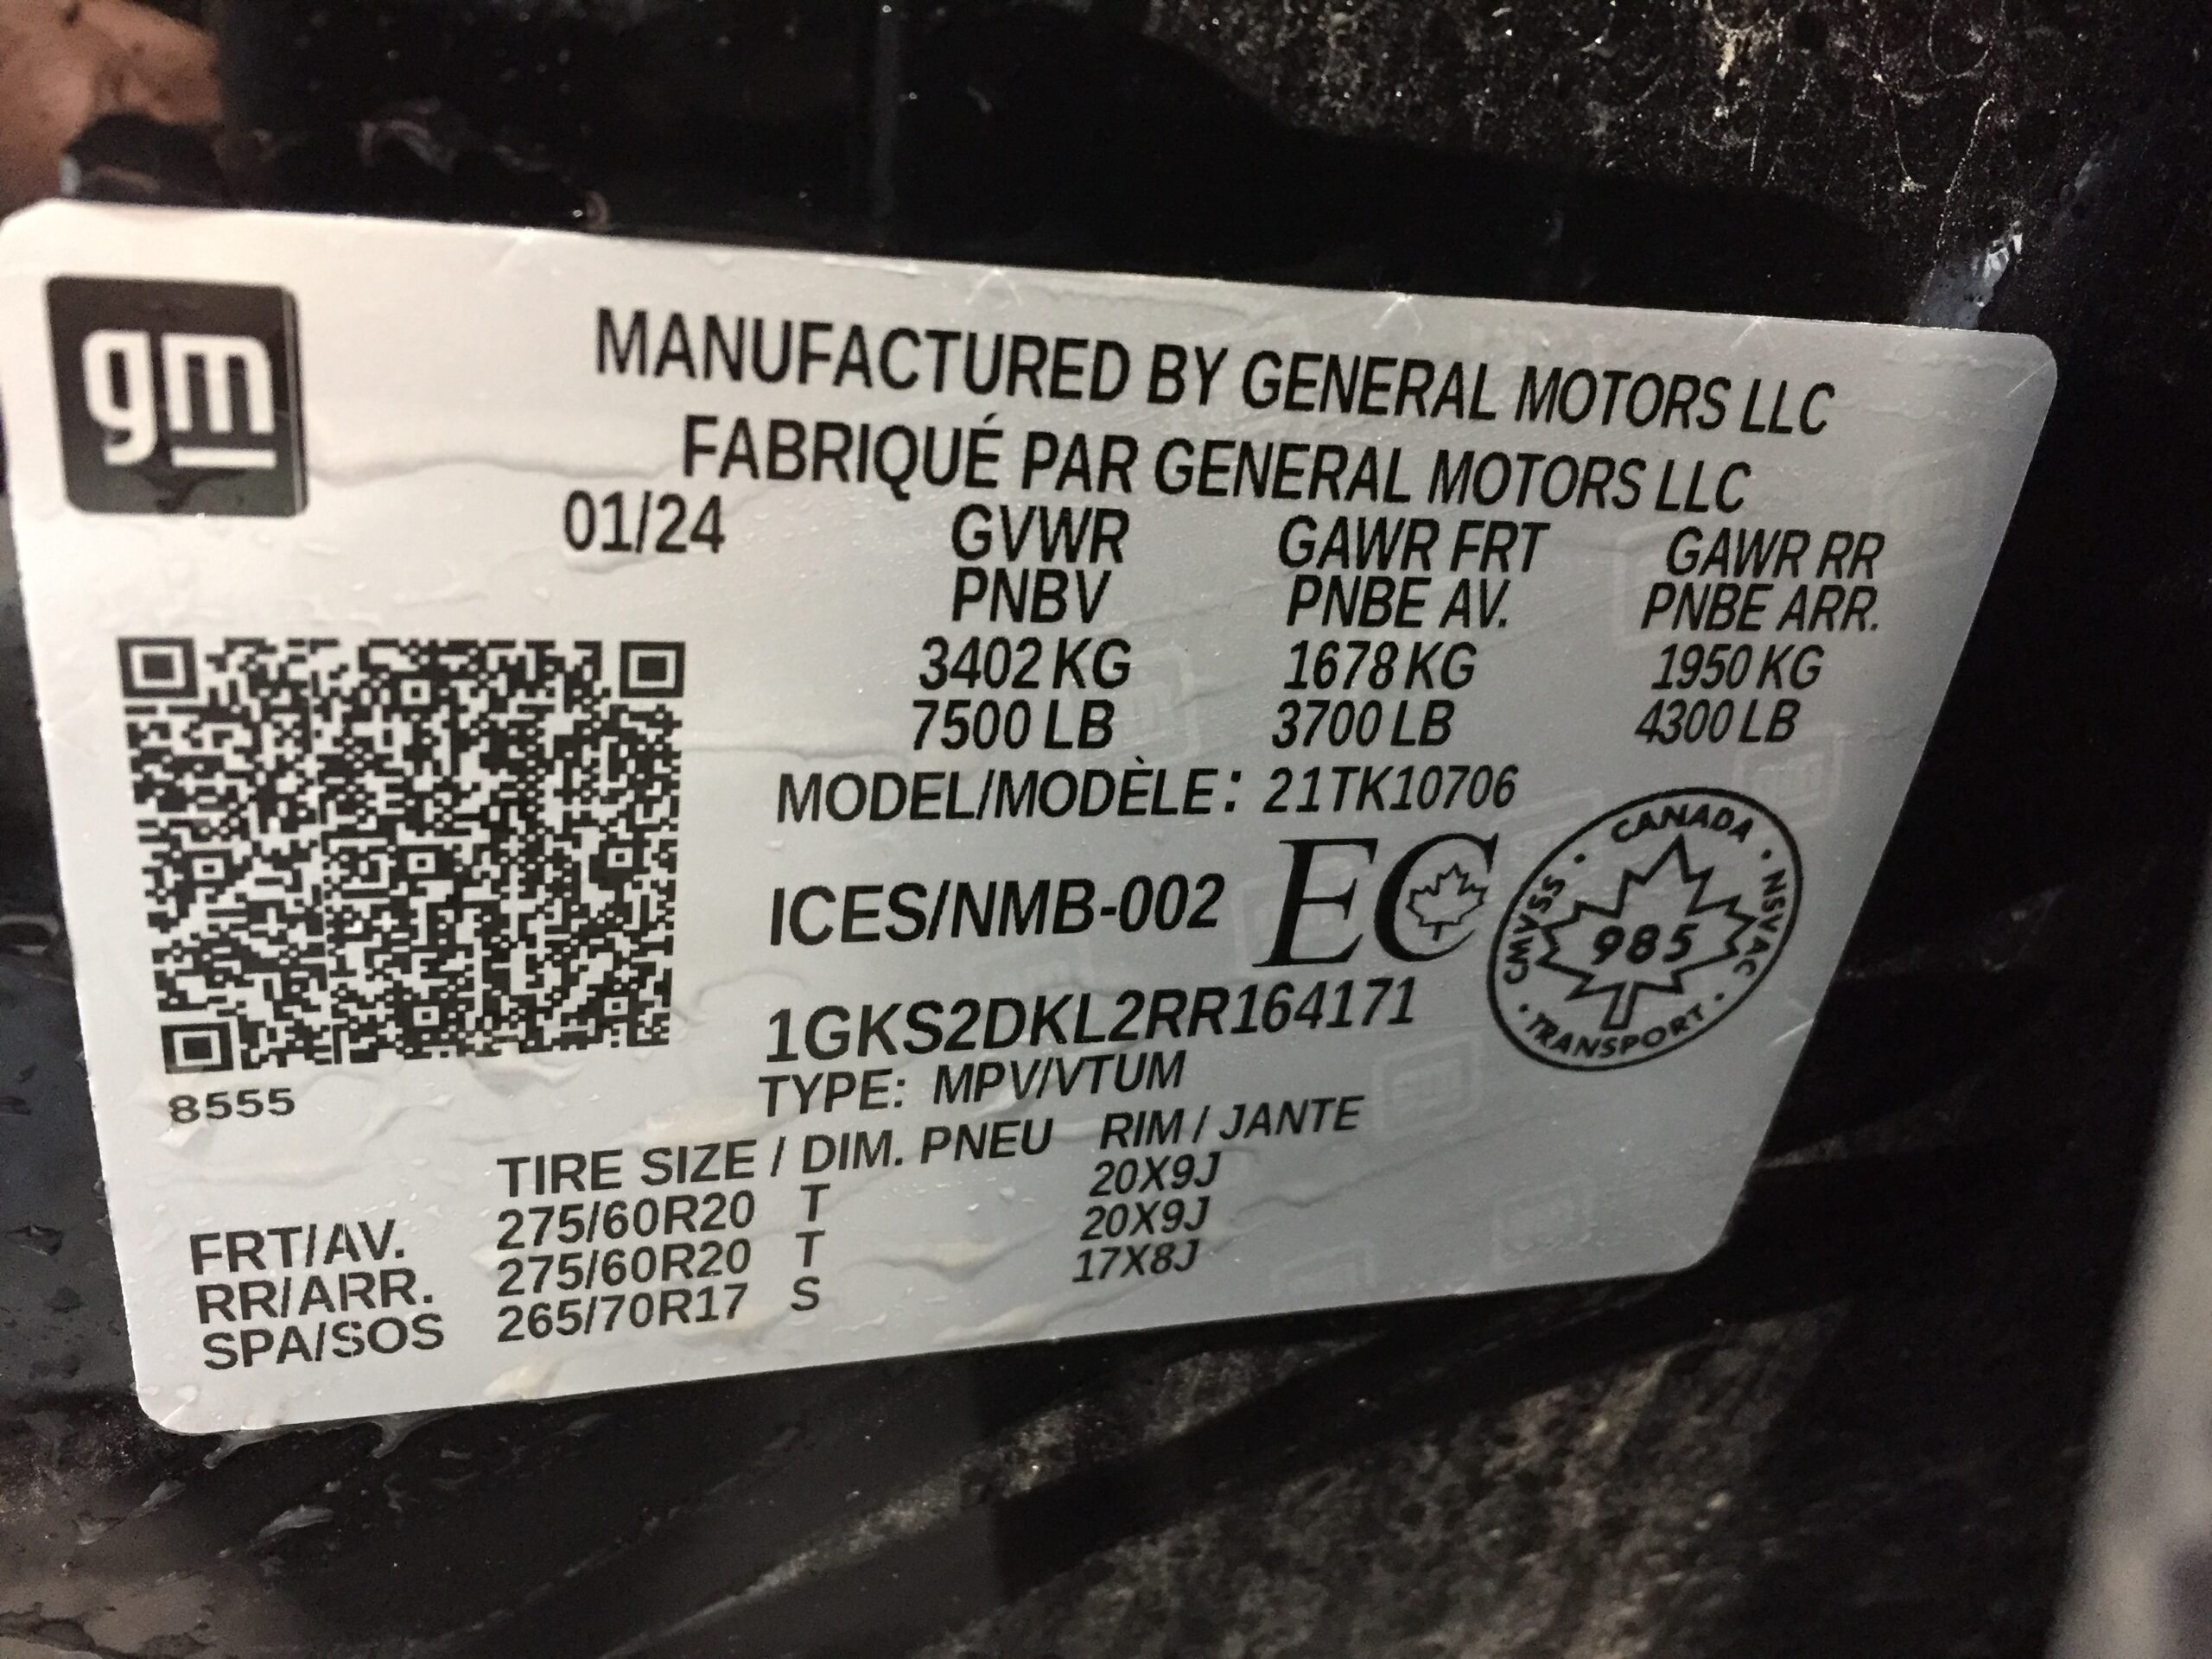 gm
MANUFACTURED BY GENERAL MOTORS LLC
FABRIQUÉ PAR GENERAL MOTORS LLC
01/24 GVWR GAWR FRT GAWR RR
PNBV PNBE AV. PNBE ARR.
3402 KG 1678 KG 1950 KG
7500 LB 3700 LB 4300 LB
MODEL/MODÈLE: 21TK10706
ICES/NMB-002 EC
CANADA · NSVAC · TRANSPORT · CMVSS ·
985
1GKS2DKL2RR164171
TYPE: MPV/VTUM
8555
TIRE SIZE / DIM. PNEU RIM / JANTE
FRT/AV. 275/60R20 T 20X9J
RR/ARR. 275/60R20 T 20X9J
SPA/SOS 265/70R17 S 17X8J